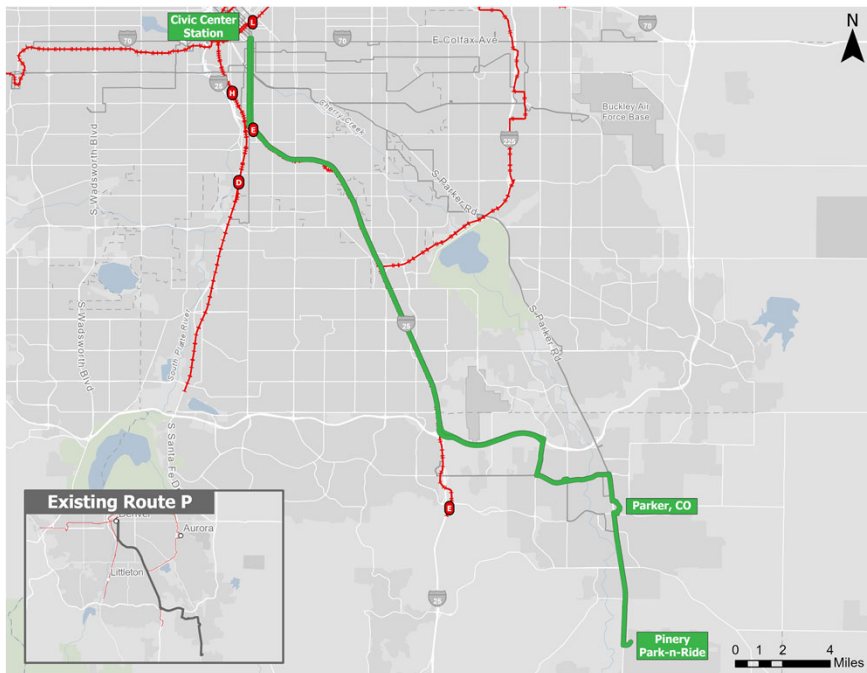 Civic Center
Station
L
N
70
70
70
E Colfax Ave
25
H
Cherry Creek
Buckley Air
Force Base
E
225
S Wadsworth Blvd
D
S Parker Rd
S Parker Rd
25
South Platte River
S Wadsworth Blvd
S Santa Fe D
Existing Route P
Denver
Aurora
Littleton
E
Parker, CO
25
Pinery
Park-n-Ride
0 1 2 4
Miles